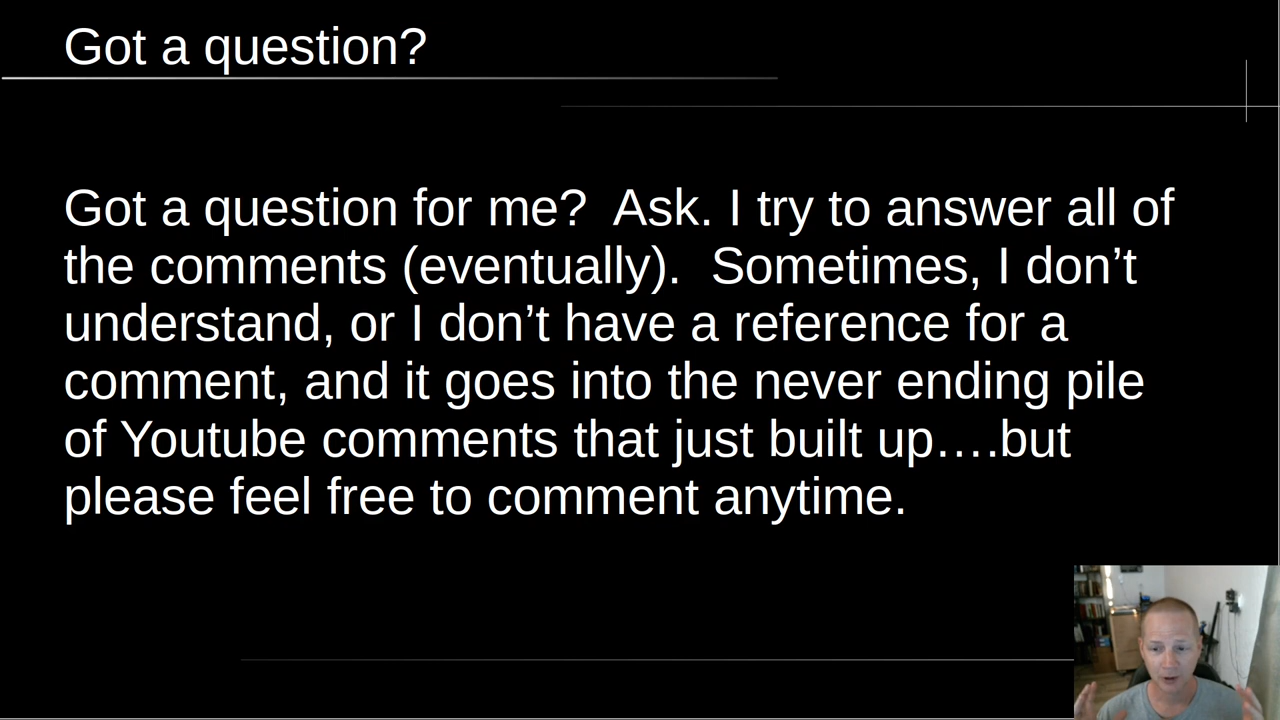 Got a question?
Got a question for me?  Ask. I try to answer all of
the comments (eventually).  Sometimes, I don’t
understand, or I don’t have a reference for a
comment, and it goes into the never ending pile
of Youtube comments that just built up….but
please feel free to comment anytime.